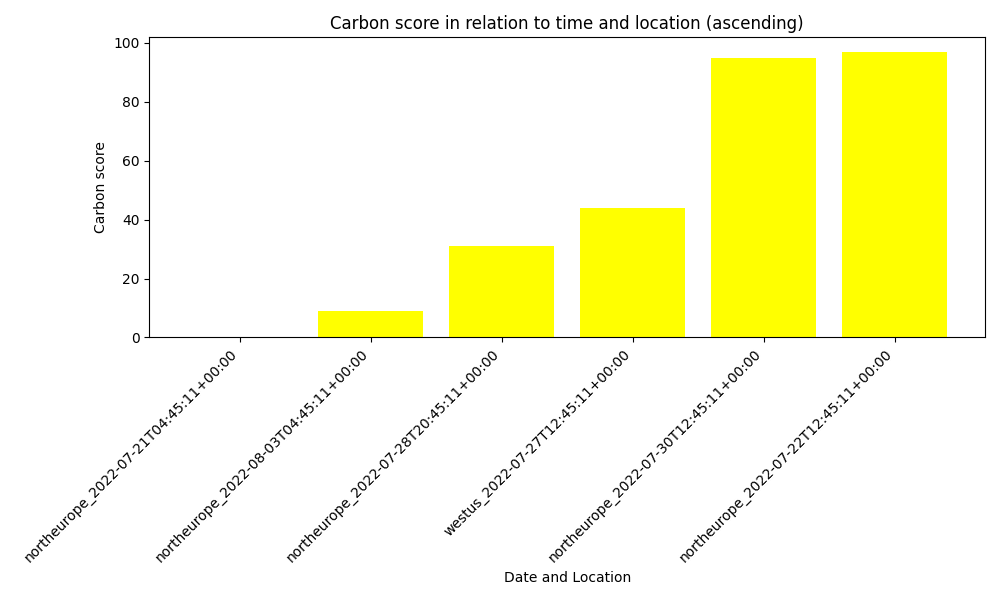 Carbon score in relation to time and location (ascending)
100
80
60
40
20
0
Carbon score
northeurope_2022-07-21T04:45:11+00:00
northeurope_2022-08-03T04:45:11+00:00
northeurope_2022-07-28T20:45:11+00:00
westus_2022-07-27T12:45:11+00:00
northeurope_2022-07-30T12:45:11+00:00
northeurope_2022-07-22T12:45:11+00:00
Date and Location